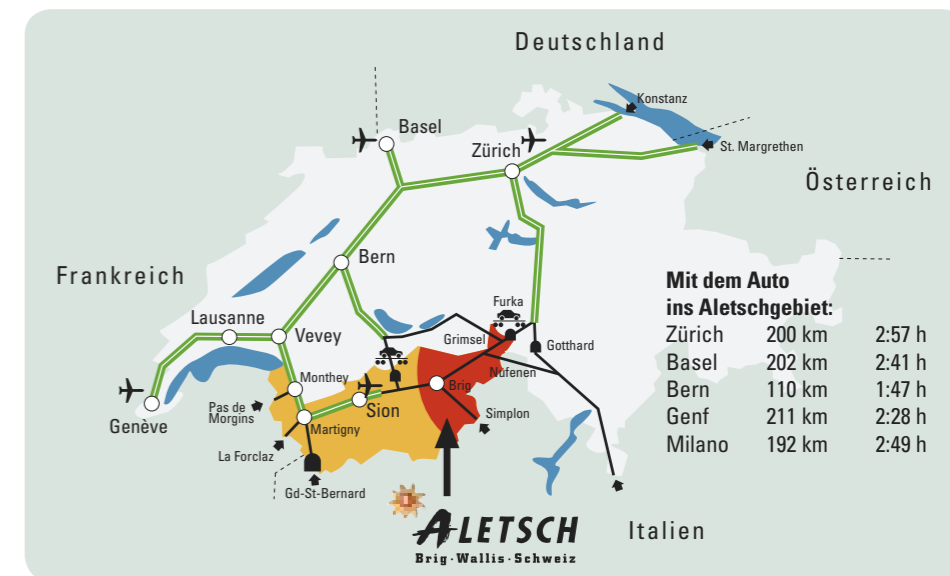 Deutschland
Konstanz
Basel
Zürich
St. Margrethen
Österreich
Bern
Frankreich
Mit dem Auto
ins Aletschgebiet:
Zürich 200 km 2:57 h
Basel 202 km 2:41 h
Bern 110 km 1:47 h
Genf 211 km 2:28 h
Milano 192 km 2:49 h
Furka
Lausanne
Vevey
Grimsel
Gotthard
Monthey
Nufenen
Brig
Pas de
Morgins
Sion
Simplon
Genève
Martigny
La Forclaz
Gd-St-Bernard
ALETSCH
Brig·Wallis·Schweiz
Italien